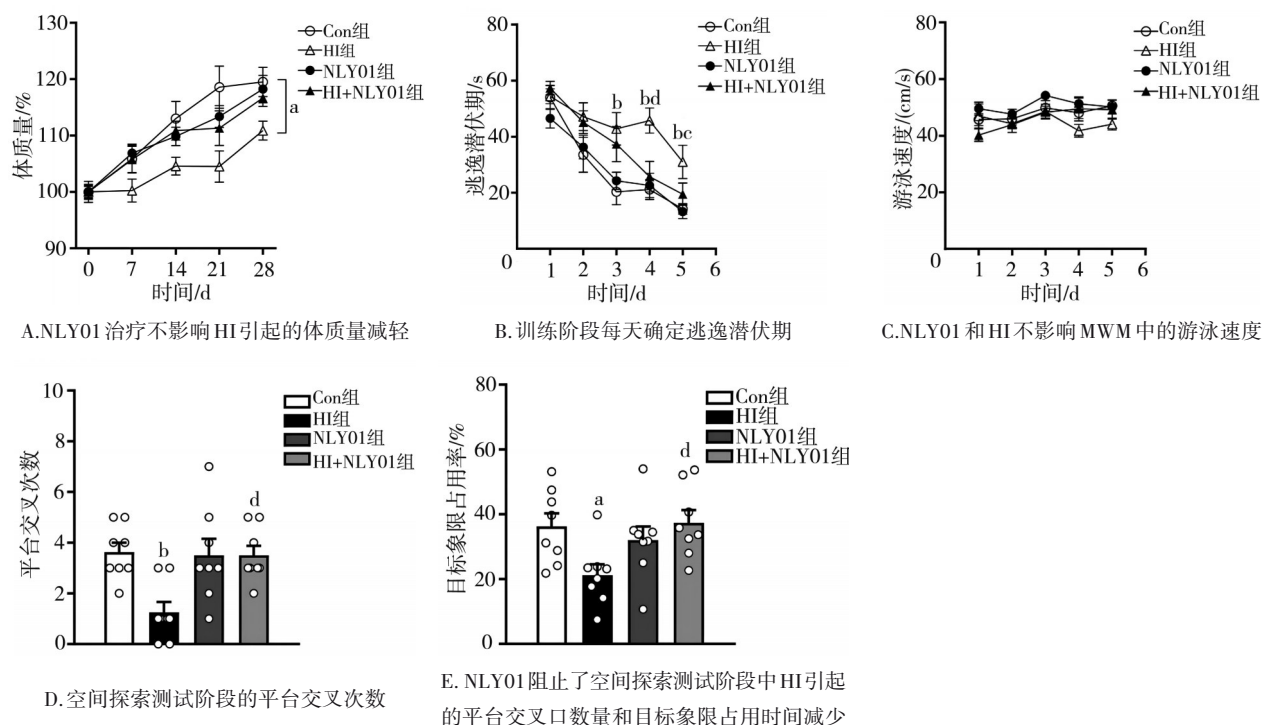 130
120
110
100
90
体质量/%
0 7 14 21 28
时间/d
Con组
HI组
NLY01组
HI+NLY01组
a
A.NLY01治疗不影响HI引起的体质量减轻
80
60
40
20
0
逃逸潜伏期/s
1 2 3 4 5 6
时间/d
Con组
HI组
NLY01组
HI+NLY01组
b
bd
bc
B.训练阶段每天确定逃逸潜伏期
80
60
40
20
0
游泳速度/(cm/s)
1 2 3 4 5 6
时间/d
Con组
HI组
NLY01组
HI+NLY01组
C.NLY01和HI不影响MWM中的游泳速度
10
8
6
4
2
0
平台交叉次数
Con组
HI组
NLY01组
HI+NLY01组
b
d
D.空间探索测试阶段的平台交叉次数
80
60
40
20
0
目标象限占用率/%
Con组
HI组
NLY01组
HI+NLY01组
a
d
E. NLY01阻止了空间探索测试阶段中HI引起
的平台交叉口数量和目标象限占用时间减少